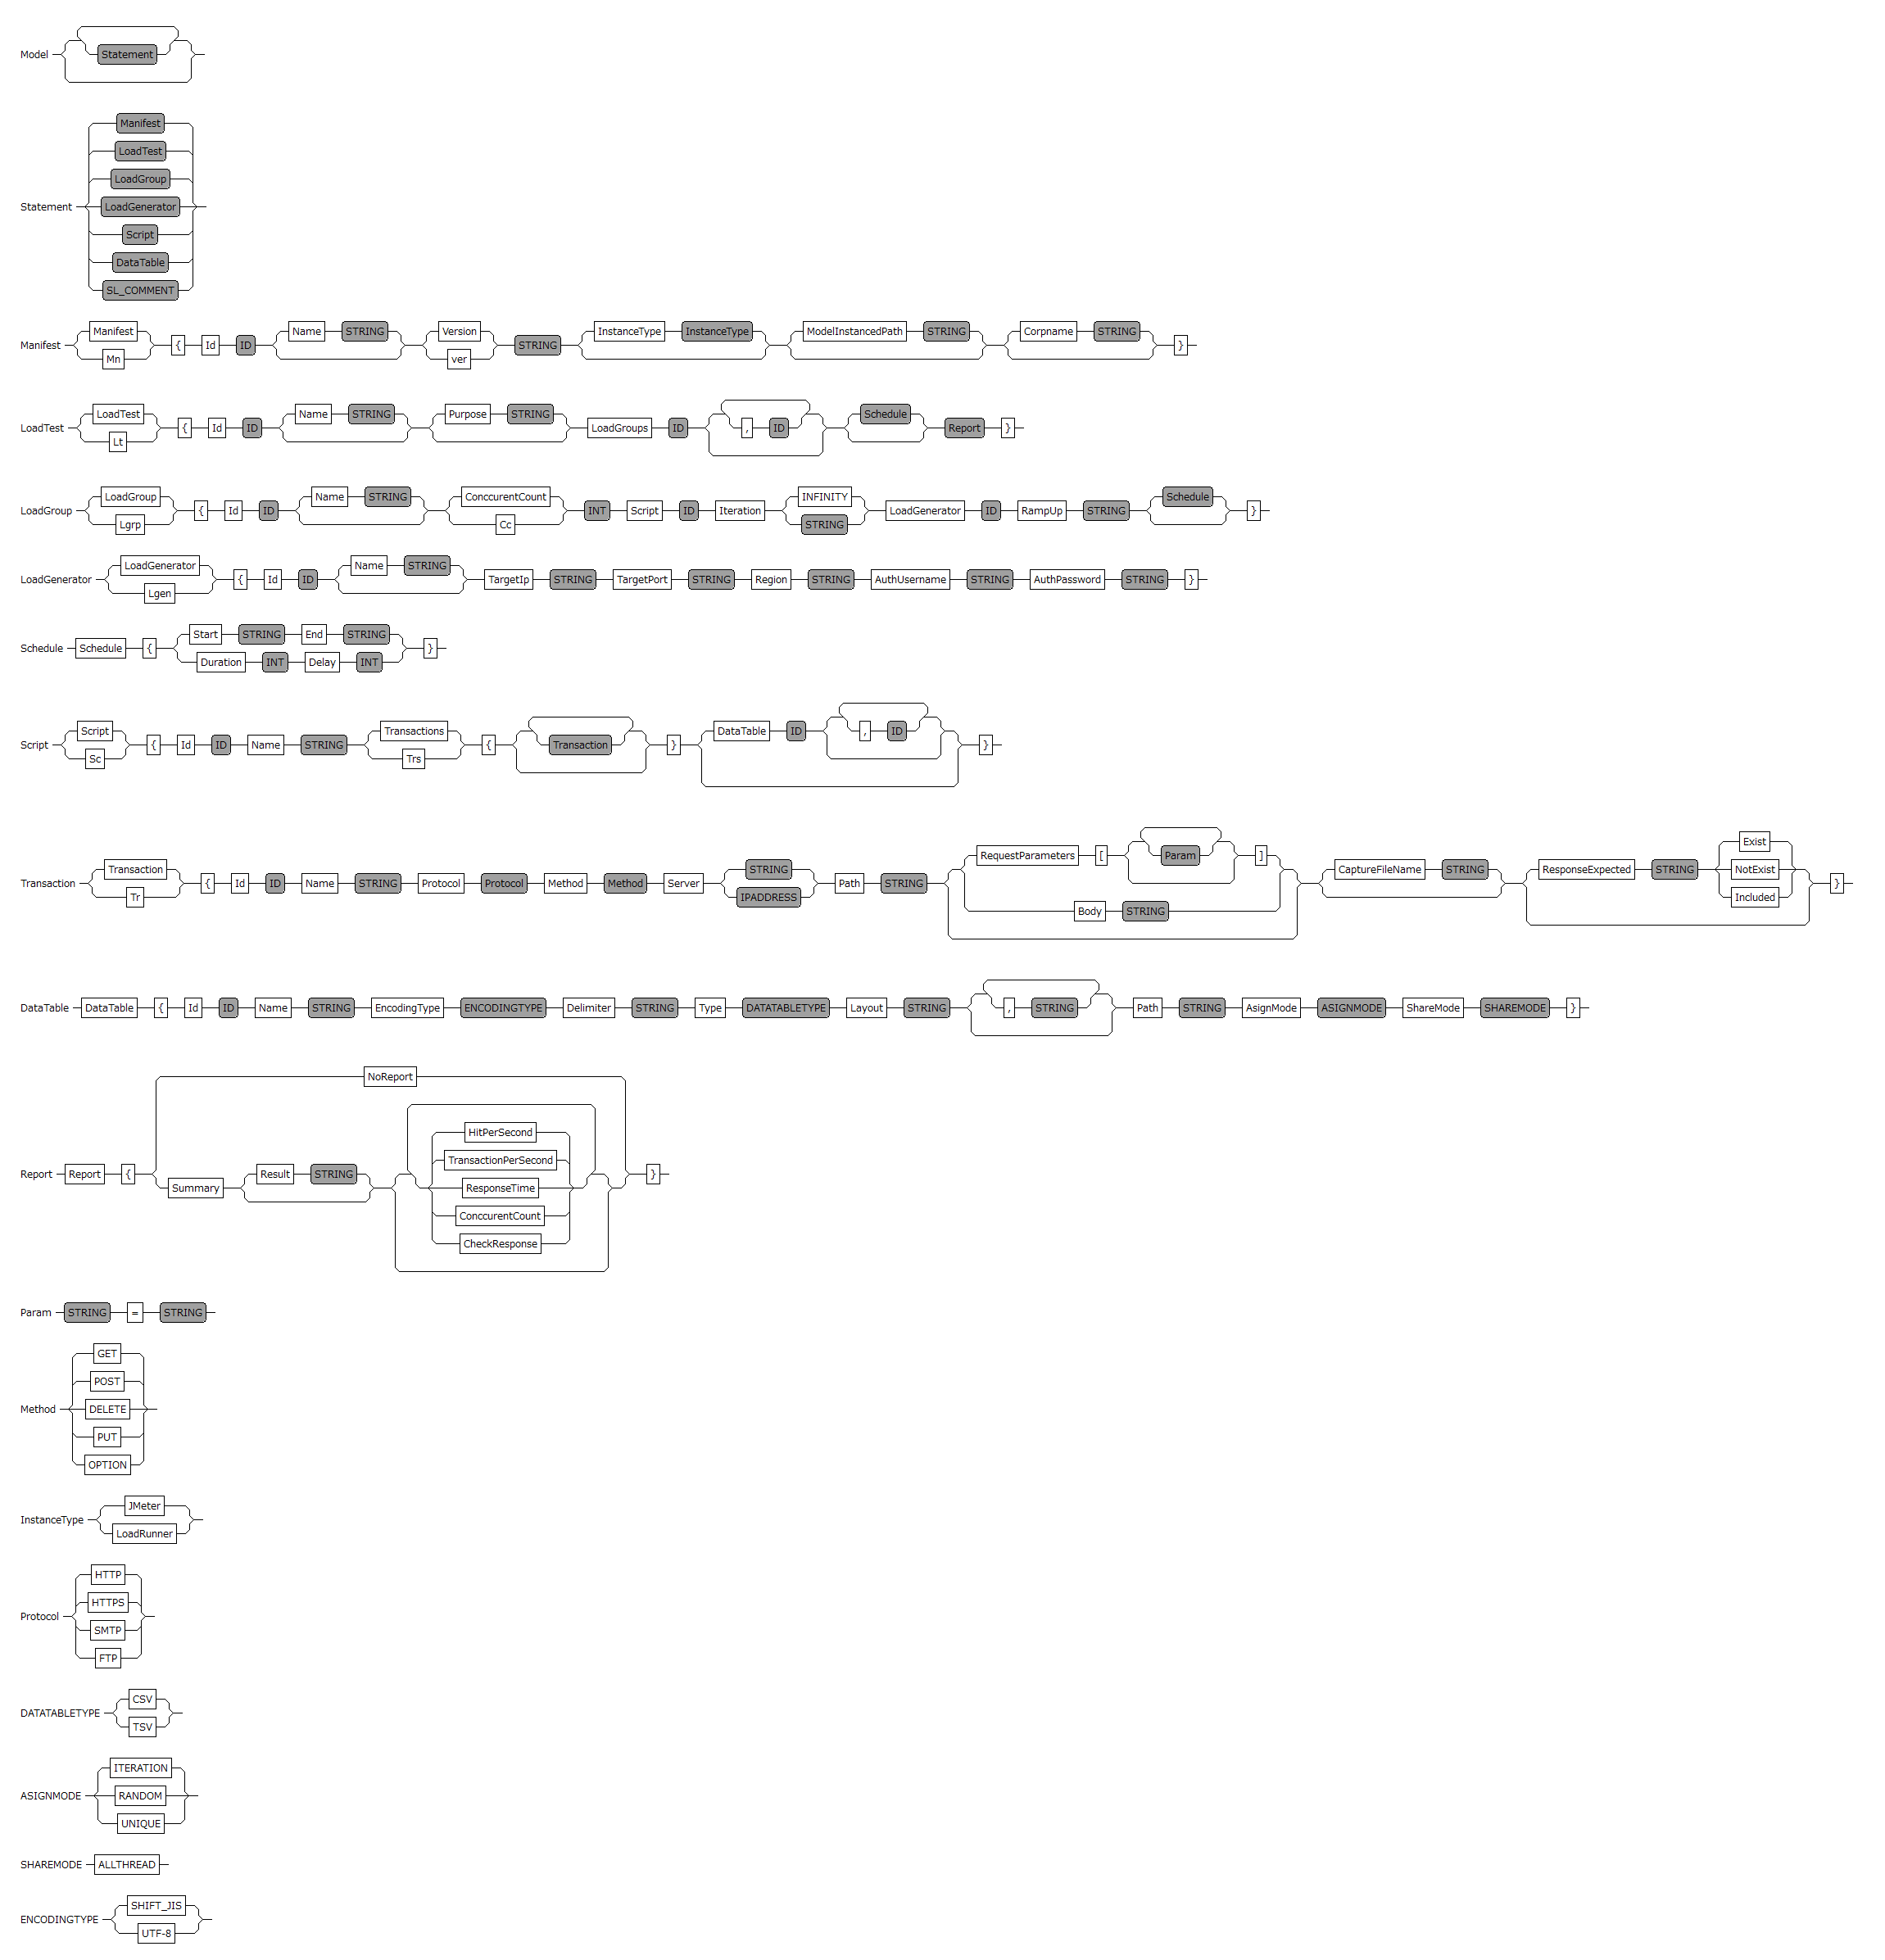 Model Statement
Manifest
LoadTest
LoadGroup
Statement LoadGenerator
Script
DataTable
SL_COMMENT
Manifest Name STRING Version InstanceType InstanceType ModelInstancedPath STRING Corpname STRING
Manifest { Id ID STRING }
Mn ver
LoadTest Name STRING Purpose STRING Schedule
LoadTest { Id ID LoadGroups ID , ID Report }
Lt
LoadGroup Name STRING ConccurentCount INFINITY Schedule
LoadGroup { Id ID INT Script ID Iteration LoadGenerator ID RampUp STRING }
Lgrp Cc STRING
LoadGenerator Name STRING
LoadGenerator { Id ID TargetIp STRING TargetPort STRING Region STRING AuthUsername STRING AuthPassword STRING }
Lgen
Start STRING End STRING
Schedule Schedule { }
Duration INT Delay INT
Script Transactions DataTable ID , ID
Script { Id ID Name STRING { Transaction } }
Sc Trs
Exist
RequestParameters [ Param ]
Transaction STRING CaptureFileName STRING ResponseExpected STRING NotExist
Transaction { Id ID Name STRING Protocol Protocol Method Method Server Path STRING }
Tr IPADDRESS Included
Body STRING
DataTable DataTable { Id ID Name STRING EncodingType ENCODINGTYPE Delimiter STRING Type DATATABLETYPE Layout STRING , STRING Path STRING AsignMode ASIGNMODE ShareMode SHAREMODE }
NoReport
HitPerSecond
TransactionPerSecond
Report Report { Result STRING }
Summary ResponseTime
ConccurentCount
CheckResponse
Param STRING = STRING
GET
POST
Method DELETE
PUT
OPTION
JMeter
InstanceType
LoadRunner
HTTP
HTTPS
Protocol
SMTP
FTP
CSV
DATATABLETYPE
TSV
ITERATION
ASIGNMODE RANDOM
UNIQUE
SHAREMODE ALLTHREAD
SHIFT_JIS
ENCODINGTYPE
UTF-8